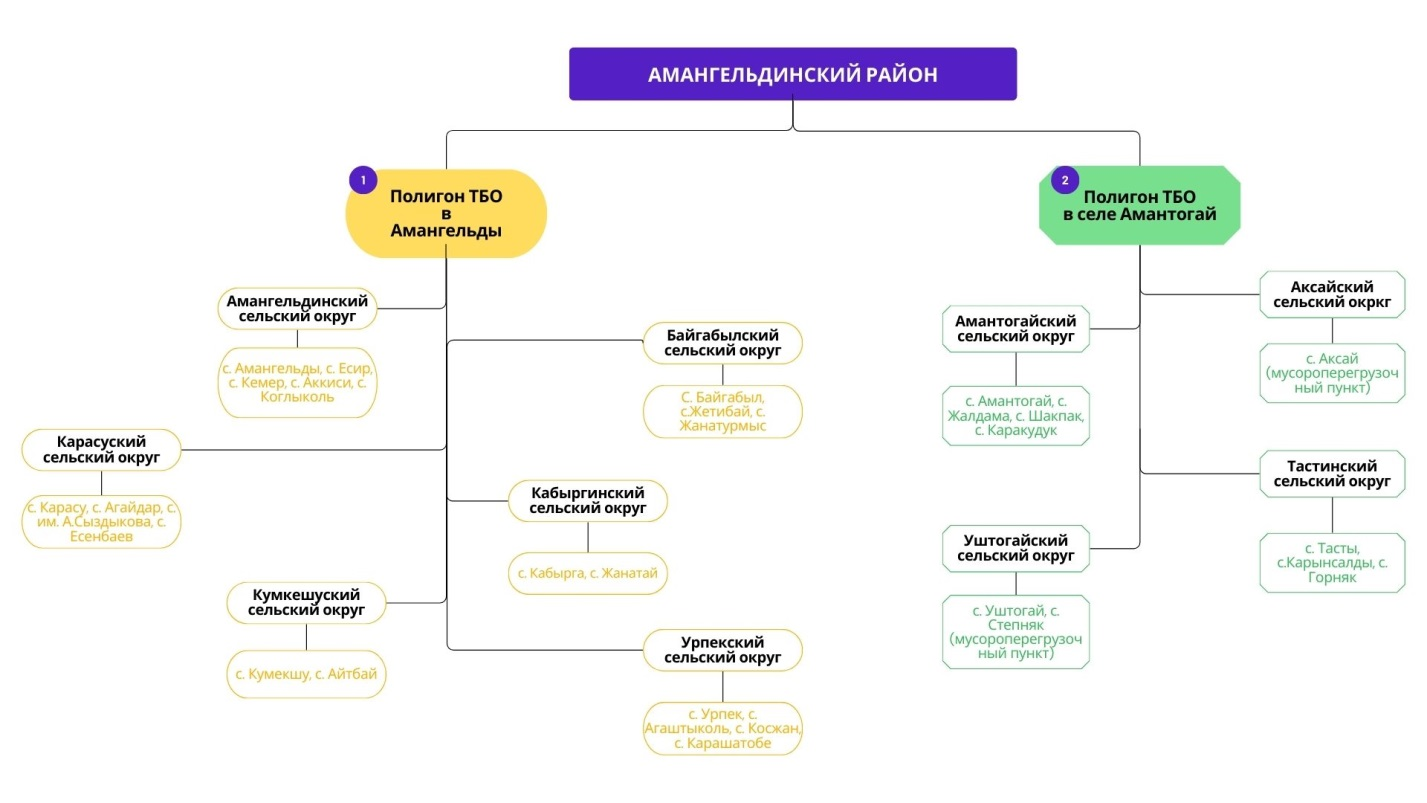 АМАНГЕЛЬДИНСКИЙ РАЙОН
1
Полигон ТБО
в
Амангельды
2
Полигон ТБО
в селе Амантогай
Амангельдинский
сельский округ
с. Амангельды, с. Есир,
с. Кемер, с. Аккиси, с.
Коглыколь
Байгабылский
сельский округ
С. Байгабыл,
с.Жетибай, с.
Жанатурмыс
Карасуский
сельский округ
с. Карасу, с. Агайдар, с.
им. А.Сыздыкова, с.
Есенбаев
Кабыргинский
сельский округ
с. Кабырга, с. Жанатай
Кумкешуский
сельский округ
с. Кумекшу, с. Айтбай
Урпекский
сельский округ
с. Урпек, с.
Агаштыколь, с. Косжан,
с. Карашатобе
Амантогайский
сельский округ
с. Амантогай, с.
Жалдама, с. Шакпак,
с. Каракудук
Аксайский
сельский окркг
с. Аксай
(мусороперегрузоч
ный пункт)
Уштогайский
сельский округ
с. Уштогай, с.
Степняк
(мусороперегрузоч
ный пункт)
Тастинский
сельский округ
с. Тасты,
с.Карынсалды, с.
Горняк